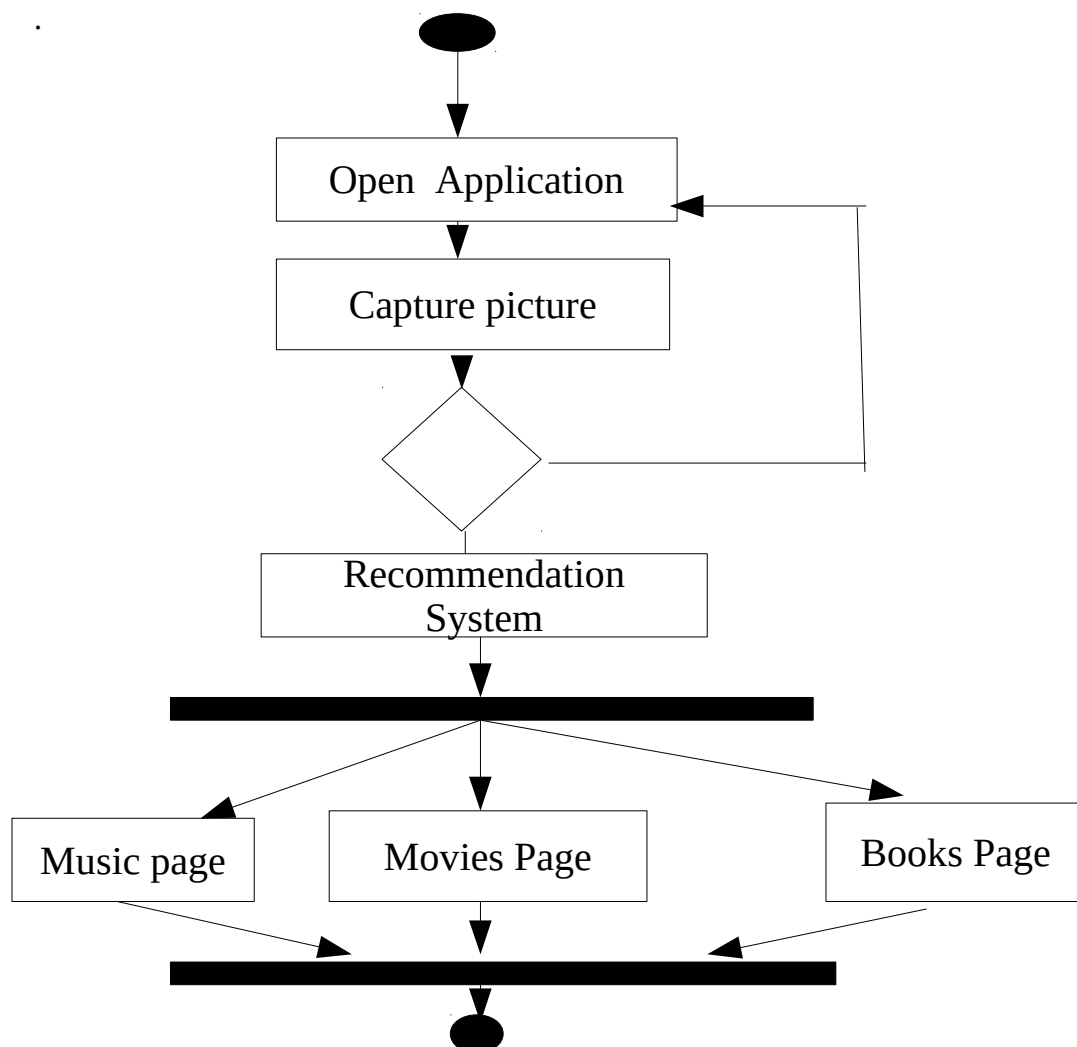 Open Application
Capture picture
Recommendation
System
Music page
Movies Page
Books Page